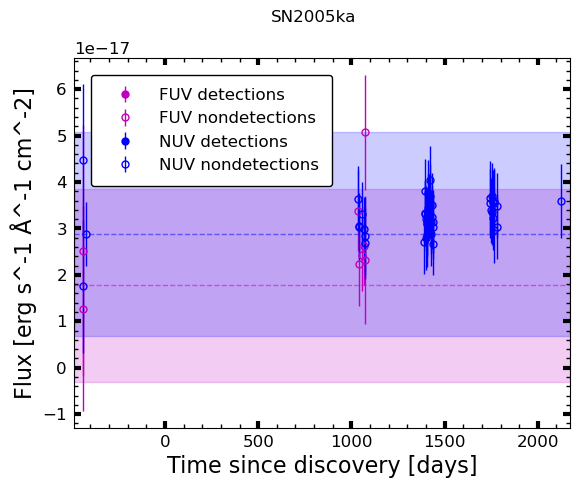 SN2005ka
1e−17
FUV detections
FUV nondetections
NUV detections
NUV nondetections
6
5
4
3
2
1
0
−1
Flux [erg s^-1 Å^-1 cm^-2]
0 500 1000 1500 2000
Time since discovery [days]